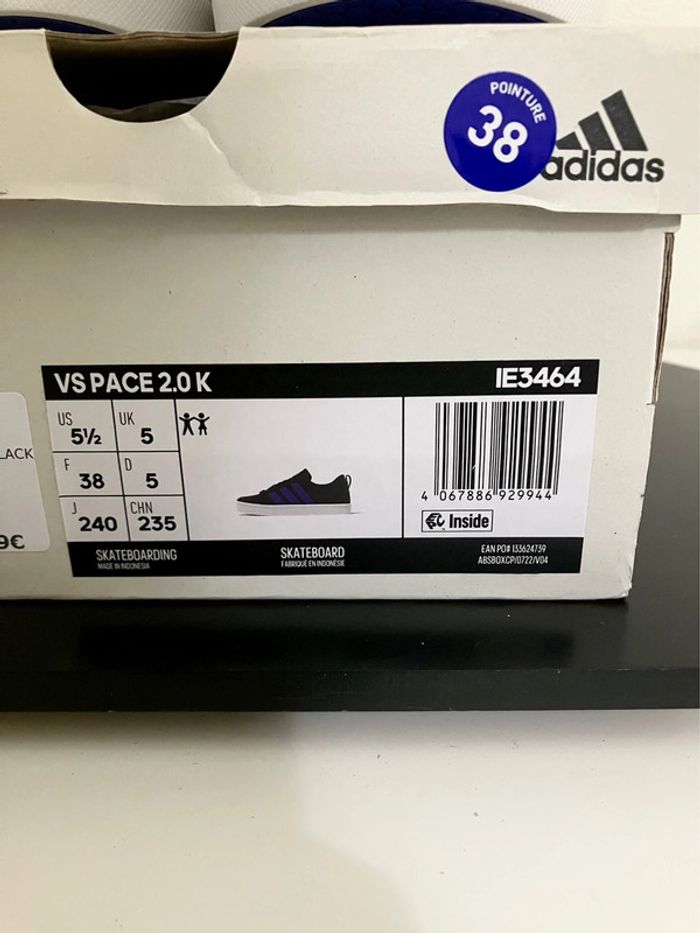 POINTURE
38
adidas
VS PACE 2.0 K IE3464
US 5½ UK 5
F 38 D 5
J 240 CHN 235
4 067886 929944
Inside
SKATEBOARDING
MADE IN INDONESIA
SKATEBOARD
FABRIQUÉ EN INDONÉSIE
EAN PO# 133624739
ABSBOXCP/0722/V04
LACK
9€